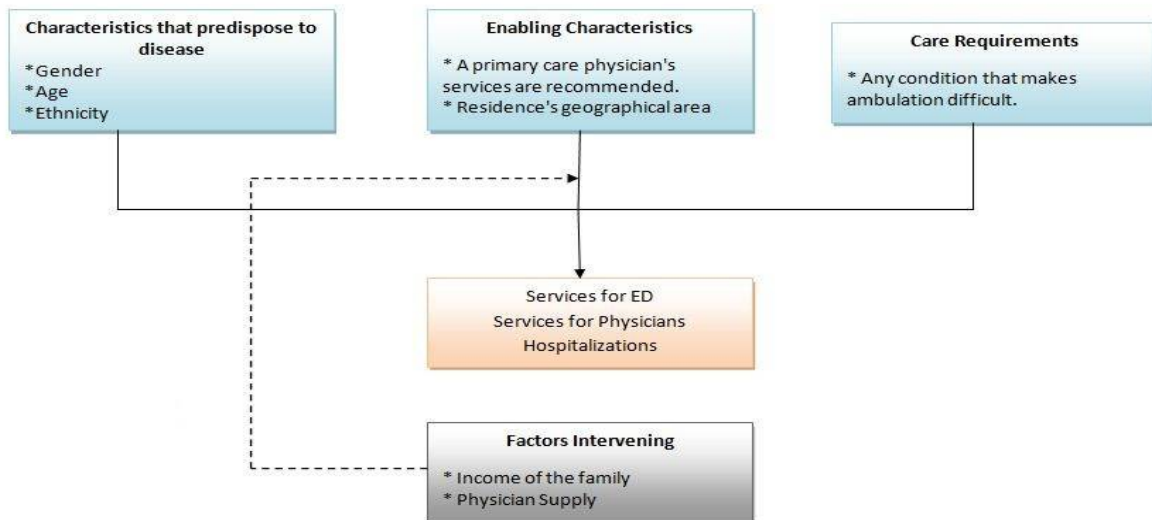 Characteristics that predispose to
disease
*Gender
*Age
*Ethnicity
Enabling Characteristics
* A primary care physician's
services are recommended.
* Residence's geographical area
Care Requirements
* Any condition that makes
ambulation difficult.
Services for ED
Services for Physicians
Hospitalizations
Factors Intervening
* Income of the family
* Physician Supply